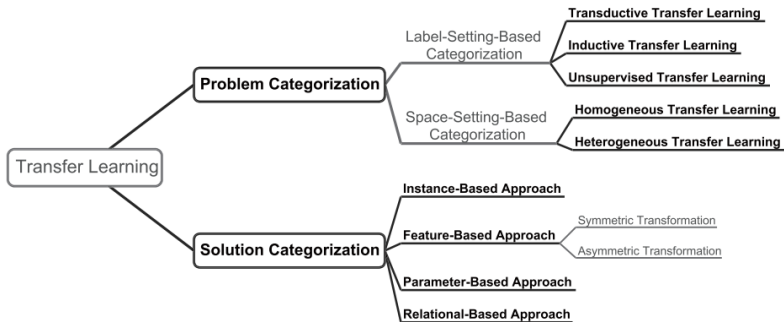 Transfer Learning
Problem Categorization
Label-Setting-Based
Categorization
Transductive Transfer Learning
Inductive Transfer Learning
Unsupervised Transfer Learning
Space-Setting-Based
Categorization
Homogeneous Transfer Learning
Heterogeneous Transfer Learning
Solution Categorization
Instance-Based Approach
Feature-Based Approach
Symmetric Transformation
Asymmetric Transformation
Parameter-Based Approach
Relational-Based Approach